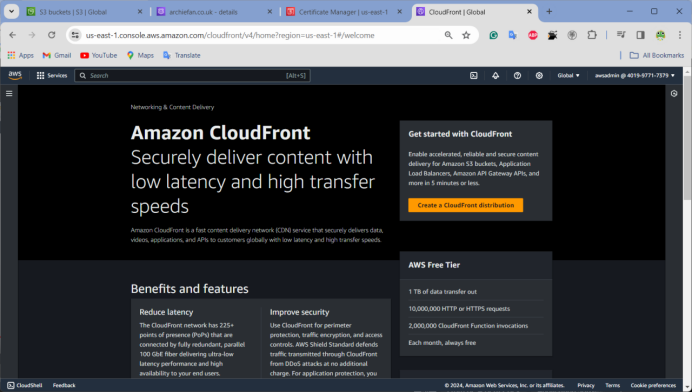 S3 buckets | S3 | Global
archiefan.co.uk - details
Certificate Manager | us-east-1
CloudFront | Global
us-east-1.console.aws.amazon.com/cloudfront/v4/home?region=us-east-1#/welcome
Apps
Gmail
YouTube
Maps
Translate
All Bookmarks
aws
Services
Search
[Alt+S]
Global
awsadmin @ 4019-9771-7379
Networking & Content Delivery
Amazon CloudFront
Securely deliver content with
low latency and high transfer
speeds
Amazon CloudFront is a fast content delivery network (CDN) service that securely delivers data,
videos, applications, and APIs to customers globally with low latency and high transfer speeds.
Get started with CloudFront
Enable accelerated, reliable and secure content
delivery for Amazon S3 buckets, Application
Load Balancers, Amazon API Gateway APIs, and
more in 5 minutes or less.
Create a CloudFront distribution
AWS Free Tier
1 TB of data transfer out
10,000,000 HTTP or HTTPS requests
2,000,000 CloudFront Function invocations
Each month, always free
Benefits and features
Reduce latency
The CloudFront network has 225+
points of presence (PoPs) that are
connected by fully redundant, parallel
100 GbE fiber delivering ultra-low
latency performance and high
availability to your end users.
Improve security
Use CloudFront for perimeter
protection, traffic encryption, and access
controls. AWS Shield Standard defends
traffic transmitted through CloudFront
from DDoS attacks at no additional
charge. For application protection, you
CloudShell
Feedback
© 2024, Amazon Web Services, Inc. or its affiliates.
Privacy
Terms
Cookie preferences